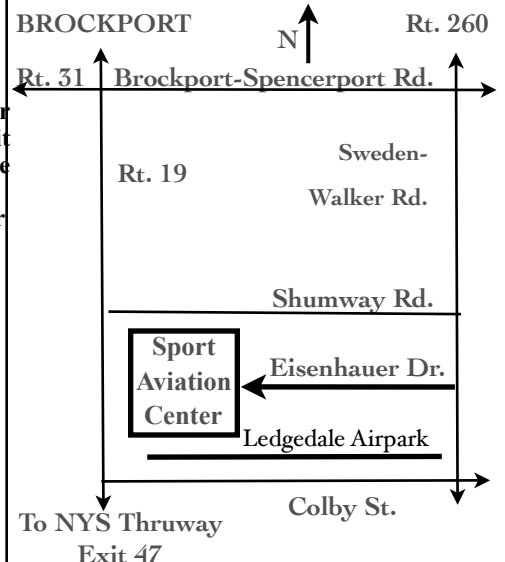 BROCKPORT
N
Rt. 260
Rt. 31
Brockport-Spencerport Rd.
r
it
e
r
Rt. 19
Sweden-
Walker Rd.
Shumway Rd.
Sport
Aviation
Center
Eisenhauer Dr.
Ledgedale Airpark
Colby St.
To NYS Thruway
Exit 47